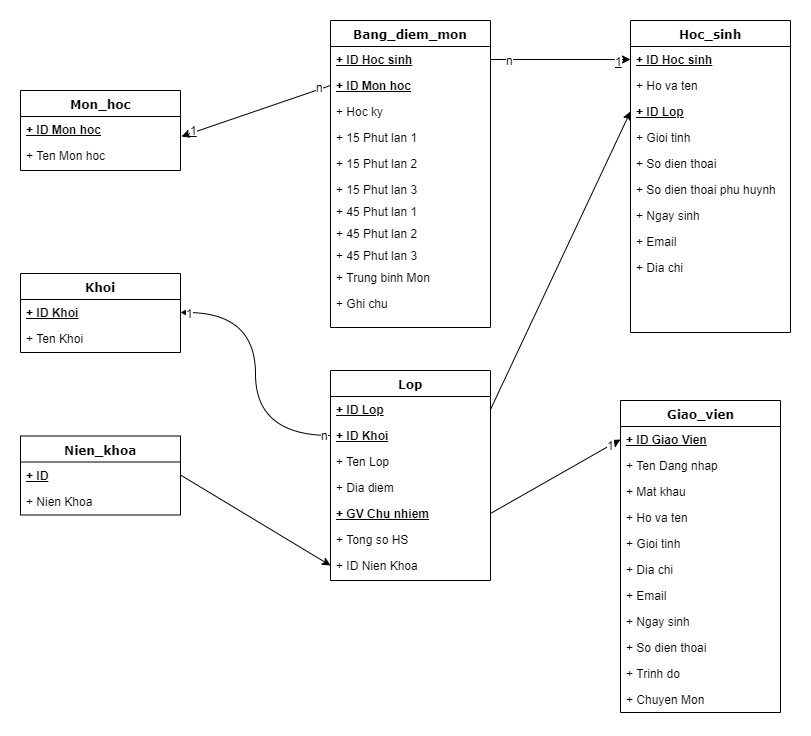 Bang_diem_mon
+ ID Hoc sinh
+ ID Mon hoc
+ Hoc ky
+ 15 Phut lan 1
+ 15 Phut lan 2
+ 15 Phut lan 3
+ 45 Phut lan 1
+ 45 Phut lan 2
+ 45 Phut lan 3
+ Trung binh Mon
+ Ghi chu
n
1
Hoc_sinh
+ ID Hoc sinh
+ Ho va ten
+ ID Lop
+ Gioi tinh
+ So dien thoai
+ So dien thoai phu huynh
+ Ngay sinh
+ Email
+ Dia chi
n
1
Mon_hoc
+ ID Mon hoc
+ Ten Mon hoc
Khoi
+ ID Khoi
+ Ten Khoi
1
n
Lop
+ ID Lop
+ ID Khoi
+ Ten Lop
+ Dia diem
+ GV Chu nhiem
+ Tong so HS
+ ID Nien Khoa
Nien_khoa
+ ID
+ Nien Khoa
1
Giao_vien
+ ID Giao Vien
+ Ten Dang nhap
+ Mat khau
+ Ho va ten
+ Gioi tinh
+ Dia chi
+ Email
+ Ngay sinh
+ So dien thoai
+ Trinh do
+ Chuyen Mon